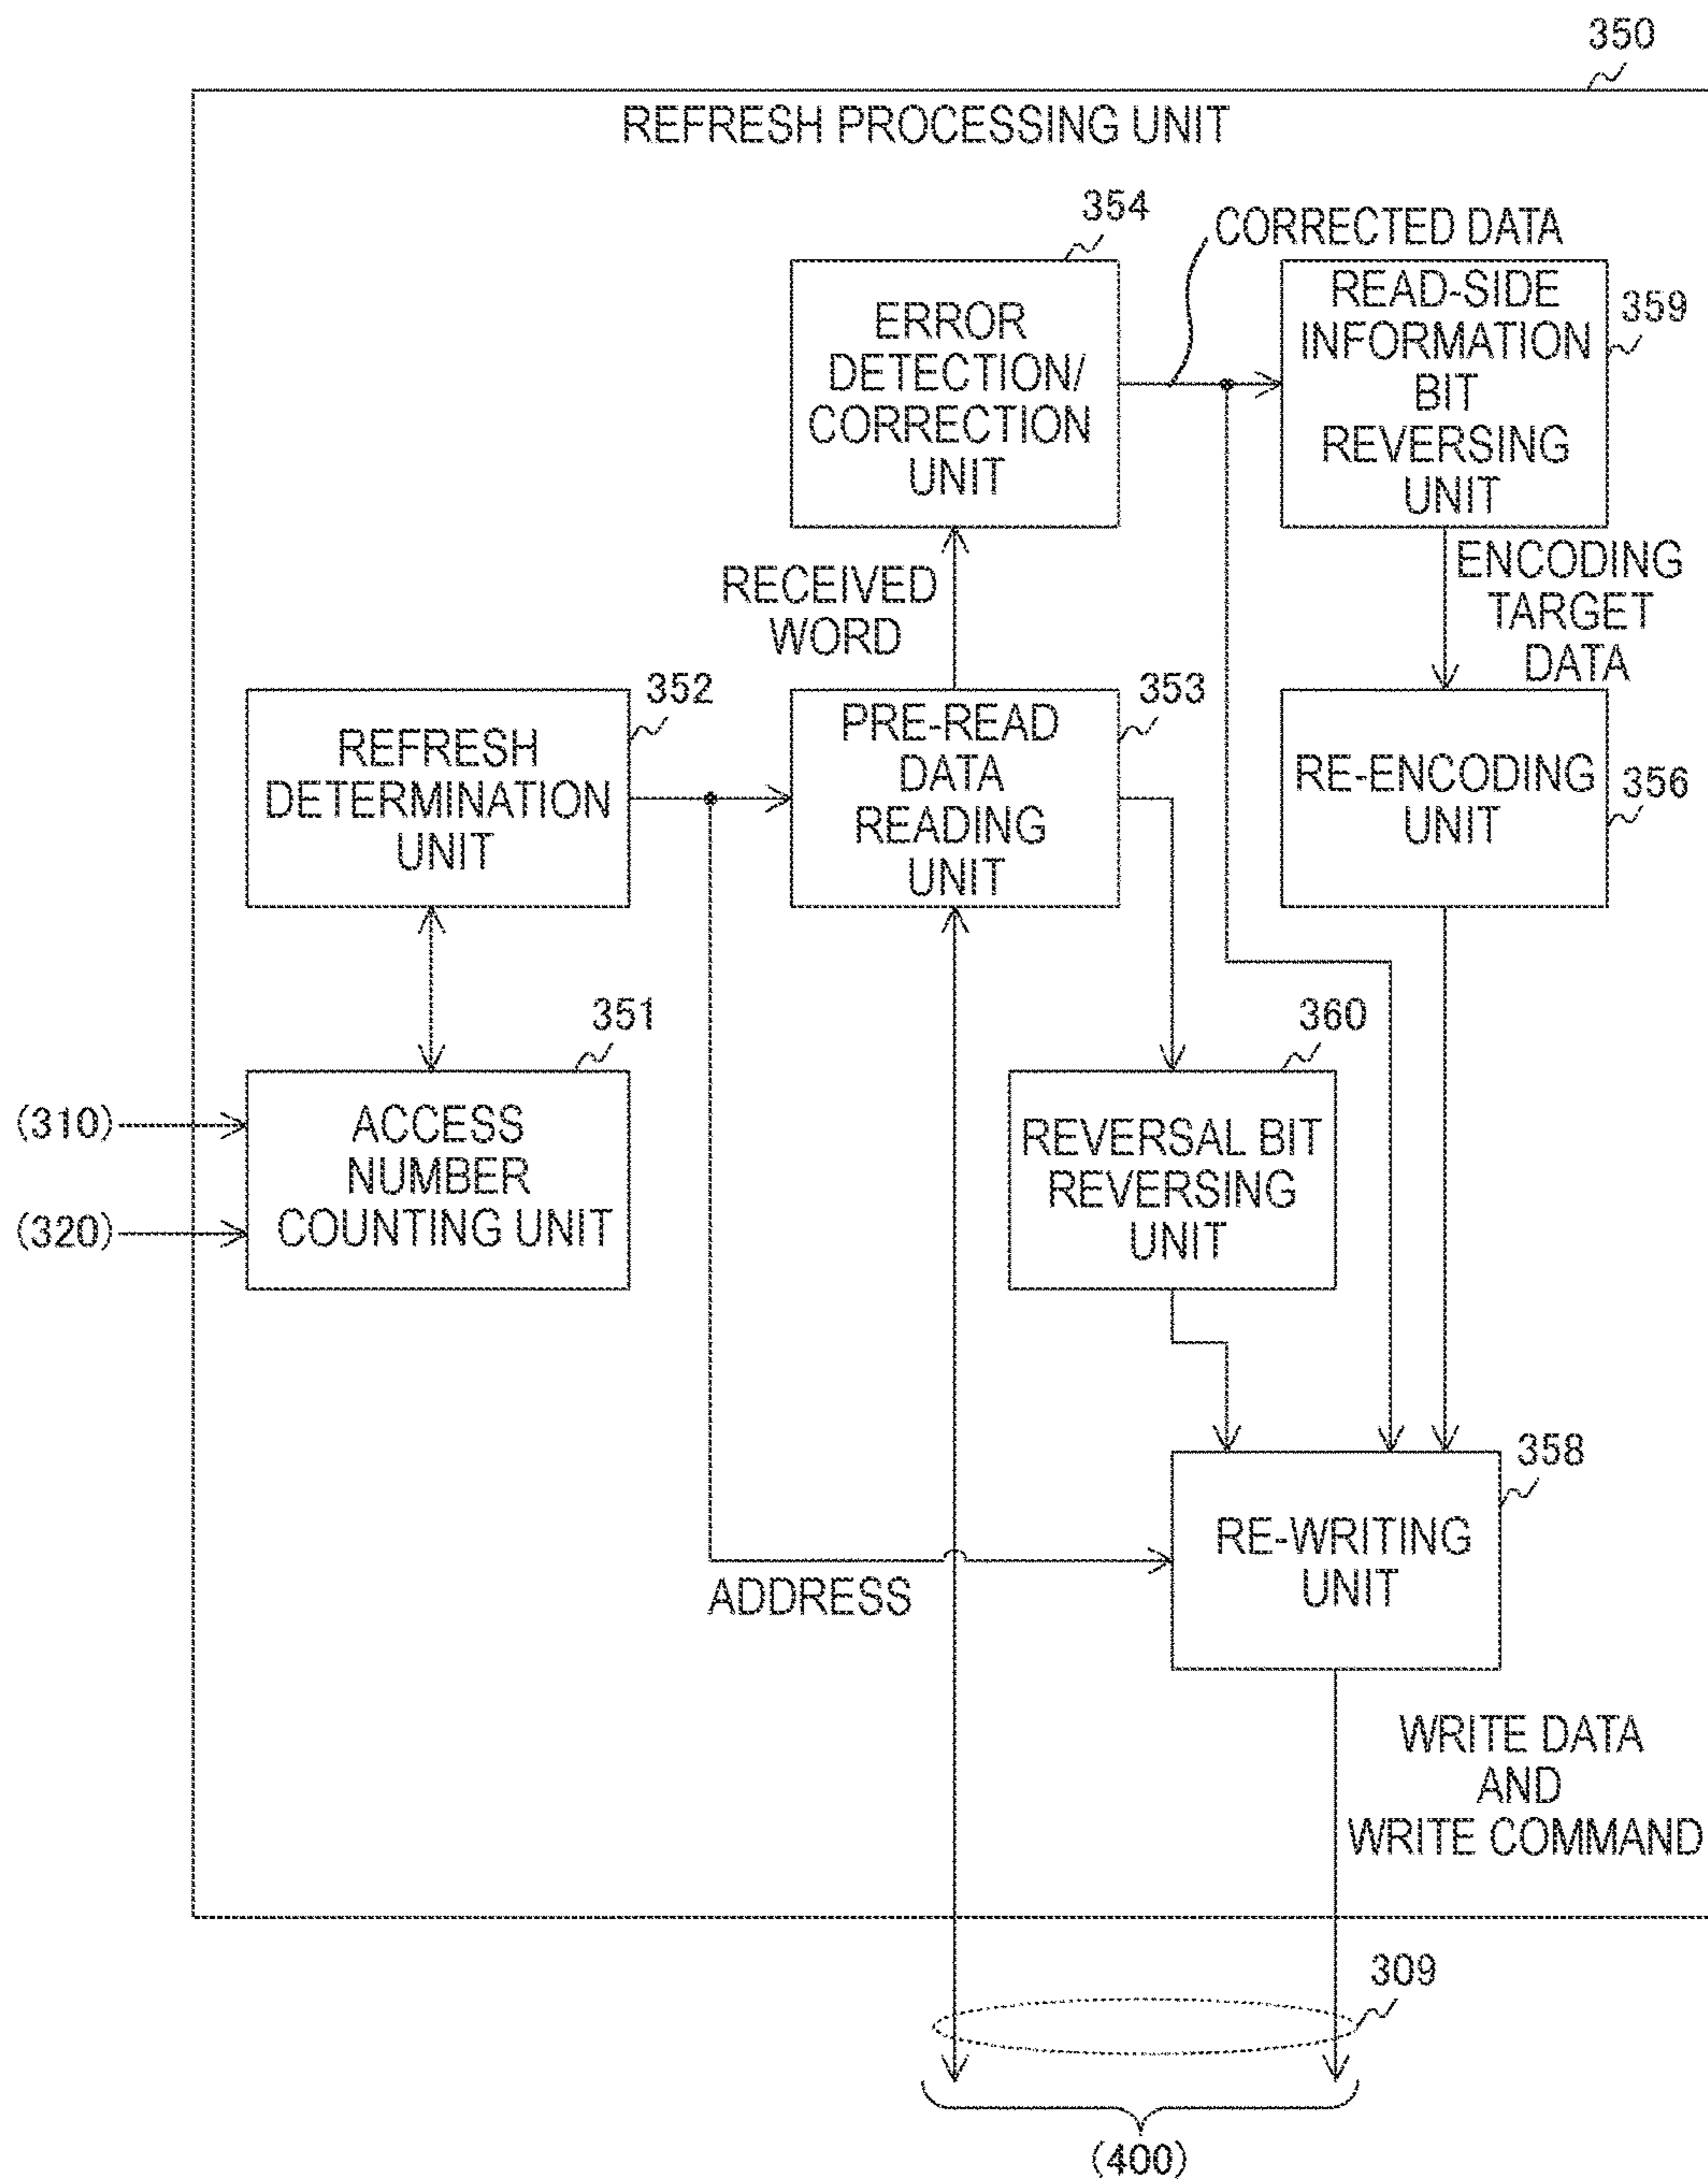 350
REFRESH PROCESSING UNIT
354
CORRECTED DATA
ERROR
DETECTION/
CORRECTION
UNIT
READ-SIDE
INFORMATION
BIT
REVERSING
UNIT
359
RECEIVED
WORD
ENCODING
TARGET
DATA
352
REFRESH
DETERMINATION
UNIT
353
PRE-READ
DATA
READING
UNIT
RE-ENCODING
UNIT
356
351
(310)
(320)
ACCESS
NUMBER
COUNTING UNIT
360
REVERSAL BIT
REVERSING
UNIT
358
RE-WRITING
UNIT
ADDRESS
WRITE DATA
AND
WRITE COMMAND
309
(400)